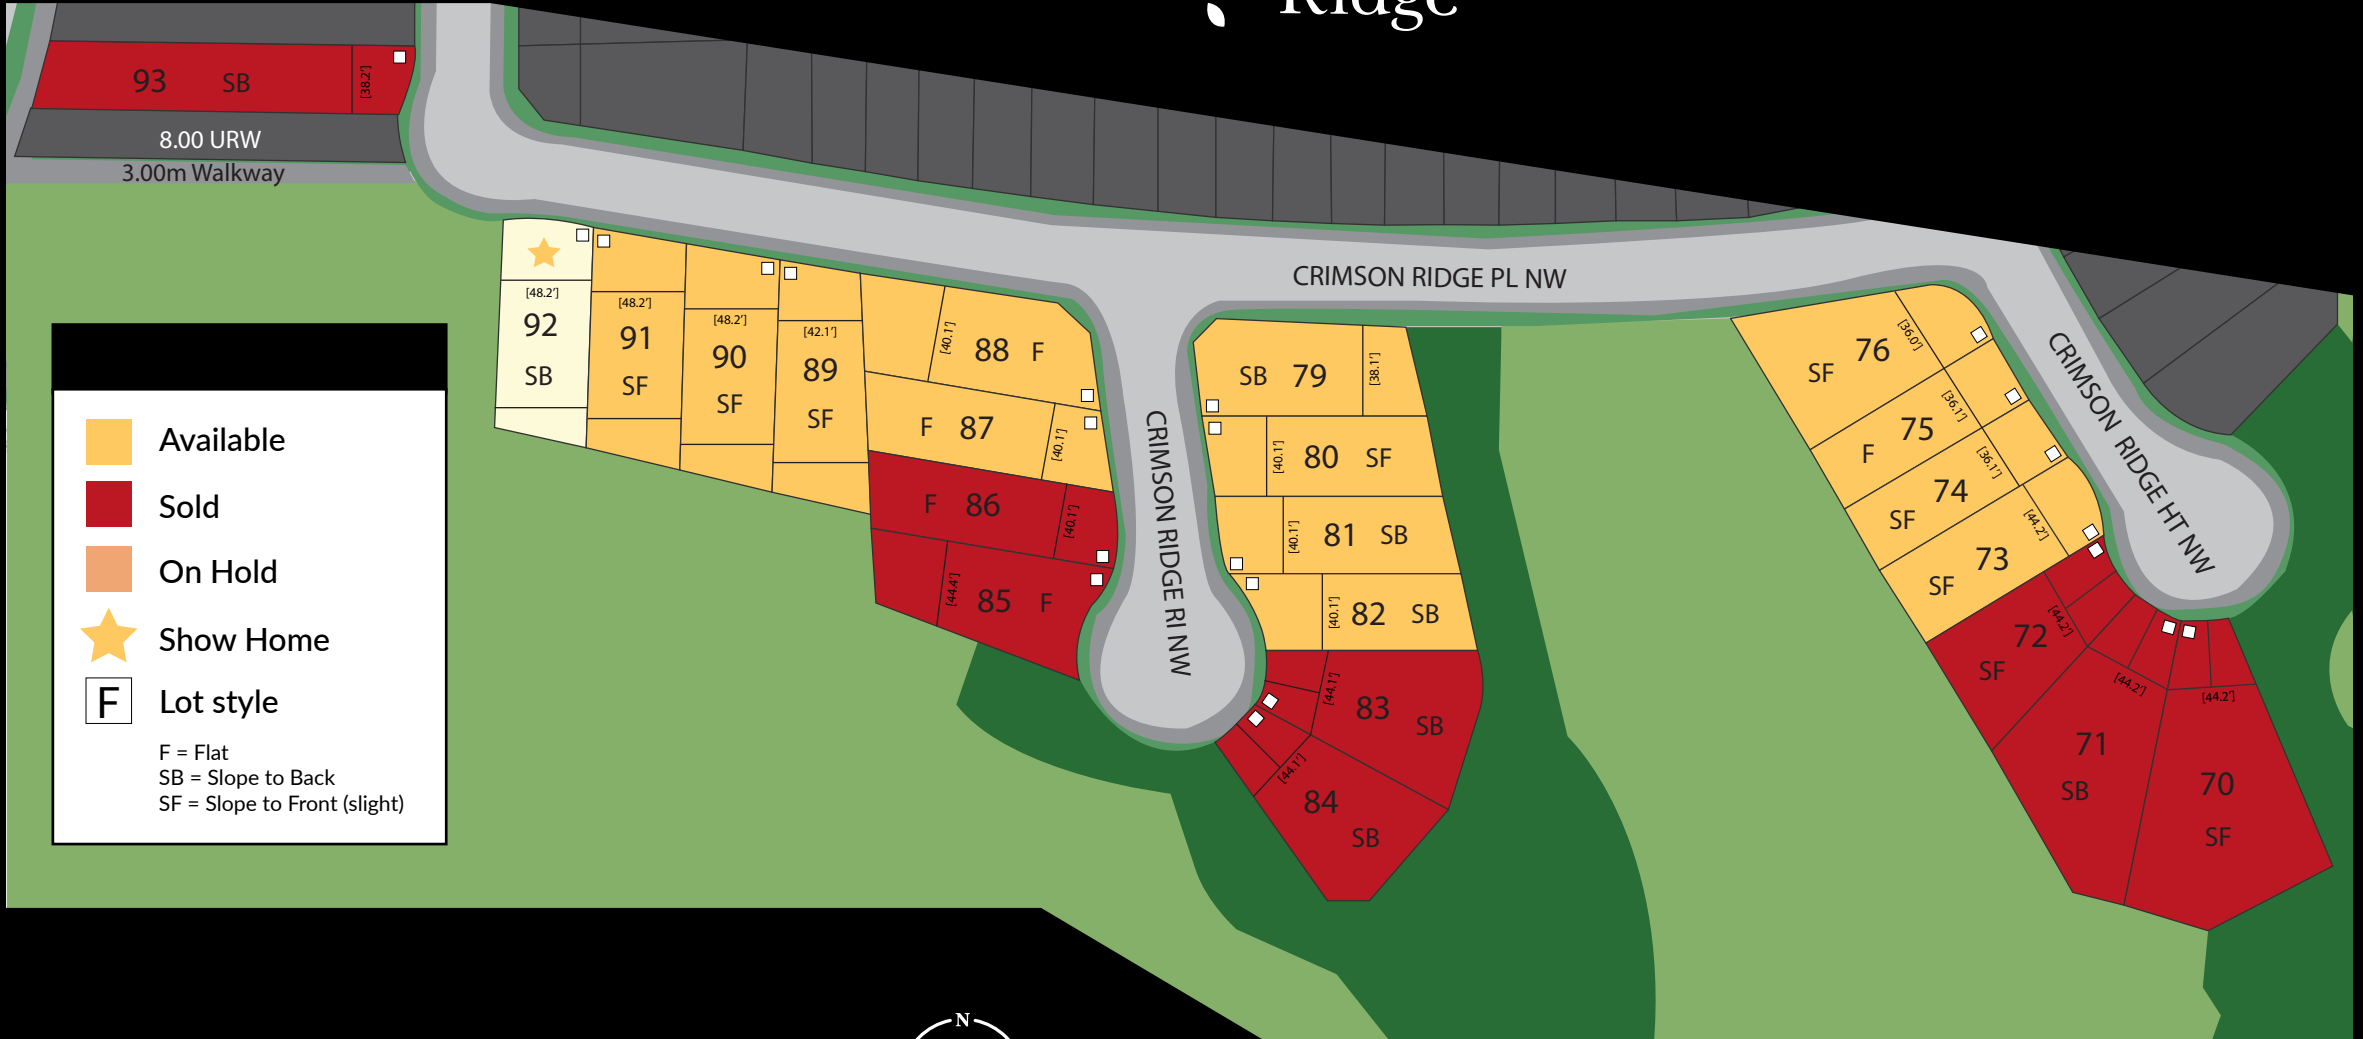 Ridge
93 SB [38.2']
8.00 URW
3.00m Walkway
[48.2']
92
SB
[48.2']
91
SF
[48.2']
90
SF
[42.1']
89
SF
[40.1'] 88 F
F 87 [40.1']
F 86 [40.1']
[44.4'] 85 F
CRIMSON RIDGE PL NW
CRIMSON RIDGE RI NW
CRIMSON RIDGE HT NW
SB 79 [38.1']
[40.1'] 80 SF
[40.1'] 81 SB
[40.1'] 82 SB
[44.1'] 83 SB
[44.1']
84
SB
76 [36.0']
SF
75 [36.1']
F
74 [36.1']
SF
73 [44.2']
SF
72 [44.2']
SF
[44.2']
71
SB
[44.2']
70
SF
Available
Sold
On Hold
Show Home
F Lot style
F = Flat
SB = Slope to Back
SF = Slope to Front (slight)
N